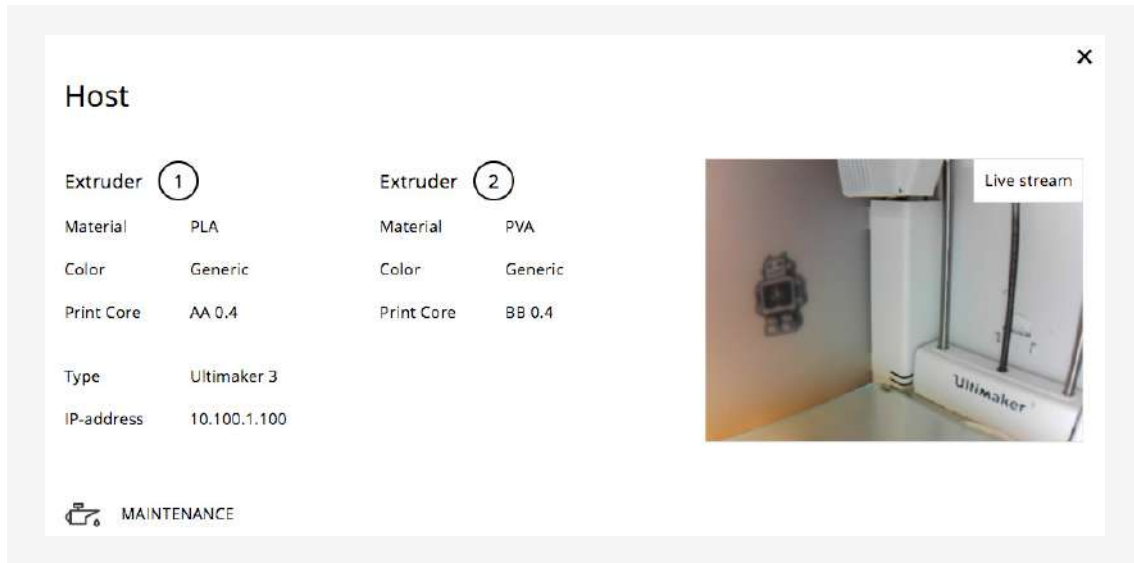 Host
Extruder 1
Material PLA
Color Generic
Print Core AA 0.4
Type Ultimaker 3
IP-address 10.100.1.100
Extruder 2
Material PVA
Color Generic
Print Core BB 0.4
Live stream
Ultimaker
MAINTENANCE